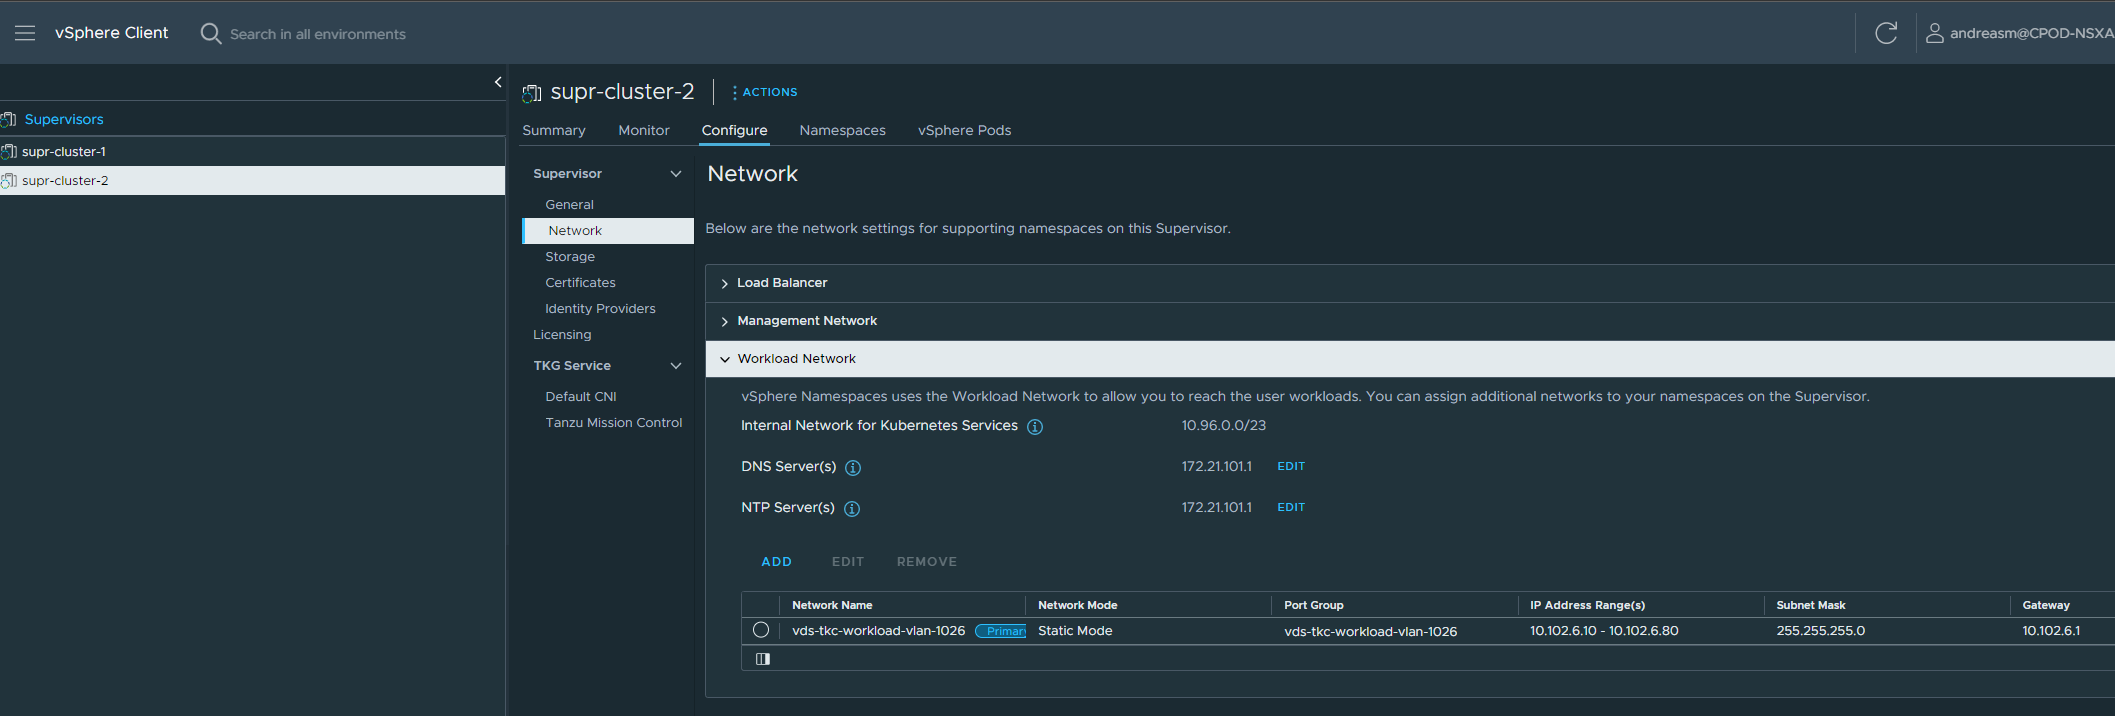 vSphere Client
Search in all environments
andreasm@CPOD-NSXA
Supervisors
supr-cluster-1
supr-cluster-2
supr-cluster-2
ACTIONS
Summary Monitor Configure Namespaces vSphere Pods
Supervisor
General
Network
Storage
Certificates
Identity Providers
Licensing
TKG Service
Default CNI
Tanzu Mission Control
Network
Below are the network settings for supporting namespaces on this Supervisor.
Load Balancer
Management Network
Workload Network
vSphere Namespaces uses the Workload Network to allow you to reach the user workloads. You can assign additional networks to your namespaces on the Supervisor.
Internal Network for Kubernetes Services 10.96.0.0/23
DNS Server(s) 172.21.101.1 EDIT
NTP Server(s) 172.21.101.1 EDIT
ADD EDIT REMOVE
Network Name Network Mode Port Group IP Address Range(s) Subnet Mask Gateway
vds-tkc-workload-vlan-1026 Primar Static Mode vds-tkc-workload-vlan-1026 10.102.6.10 - 10.102.6.80 255.255.255.0 10.102.6.1